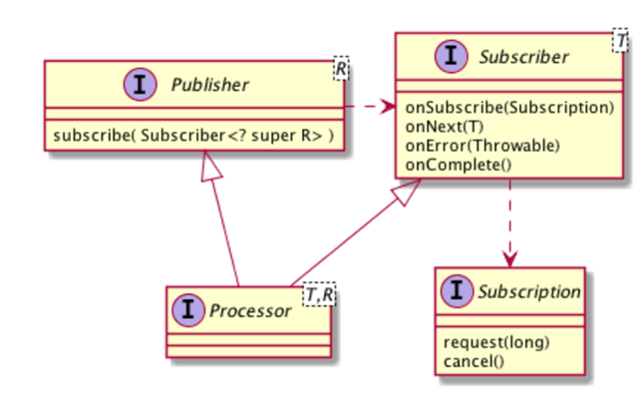 I Publisher R
subscribe( Subscriber<? super R> )
I Subscriber T
onSubscribe(Subscription)
onNext(T)
onError(Throwable)
onComplete()
I Processor T,R
I Subscription
request(long)
cancel()